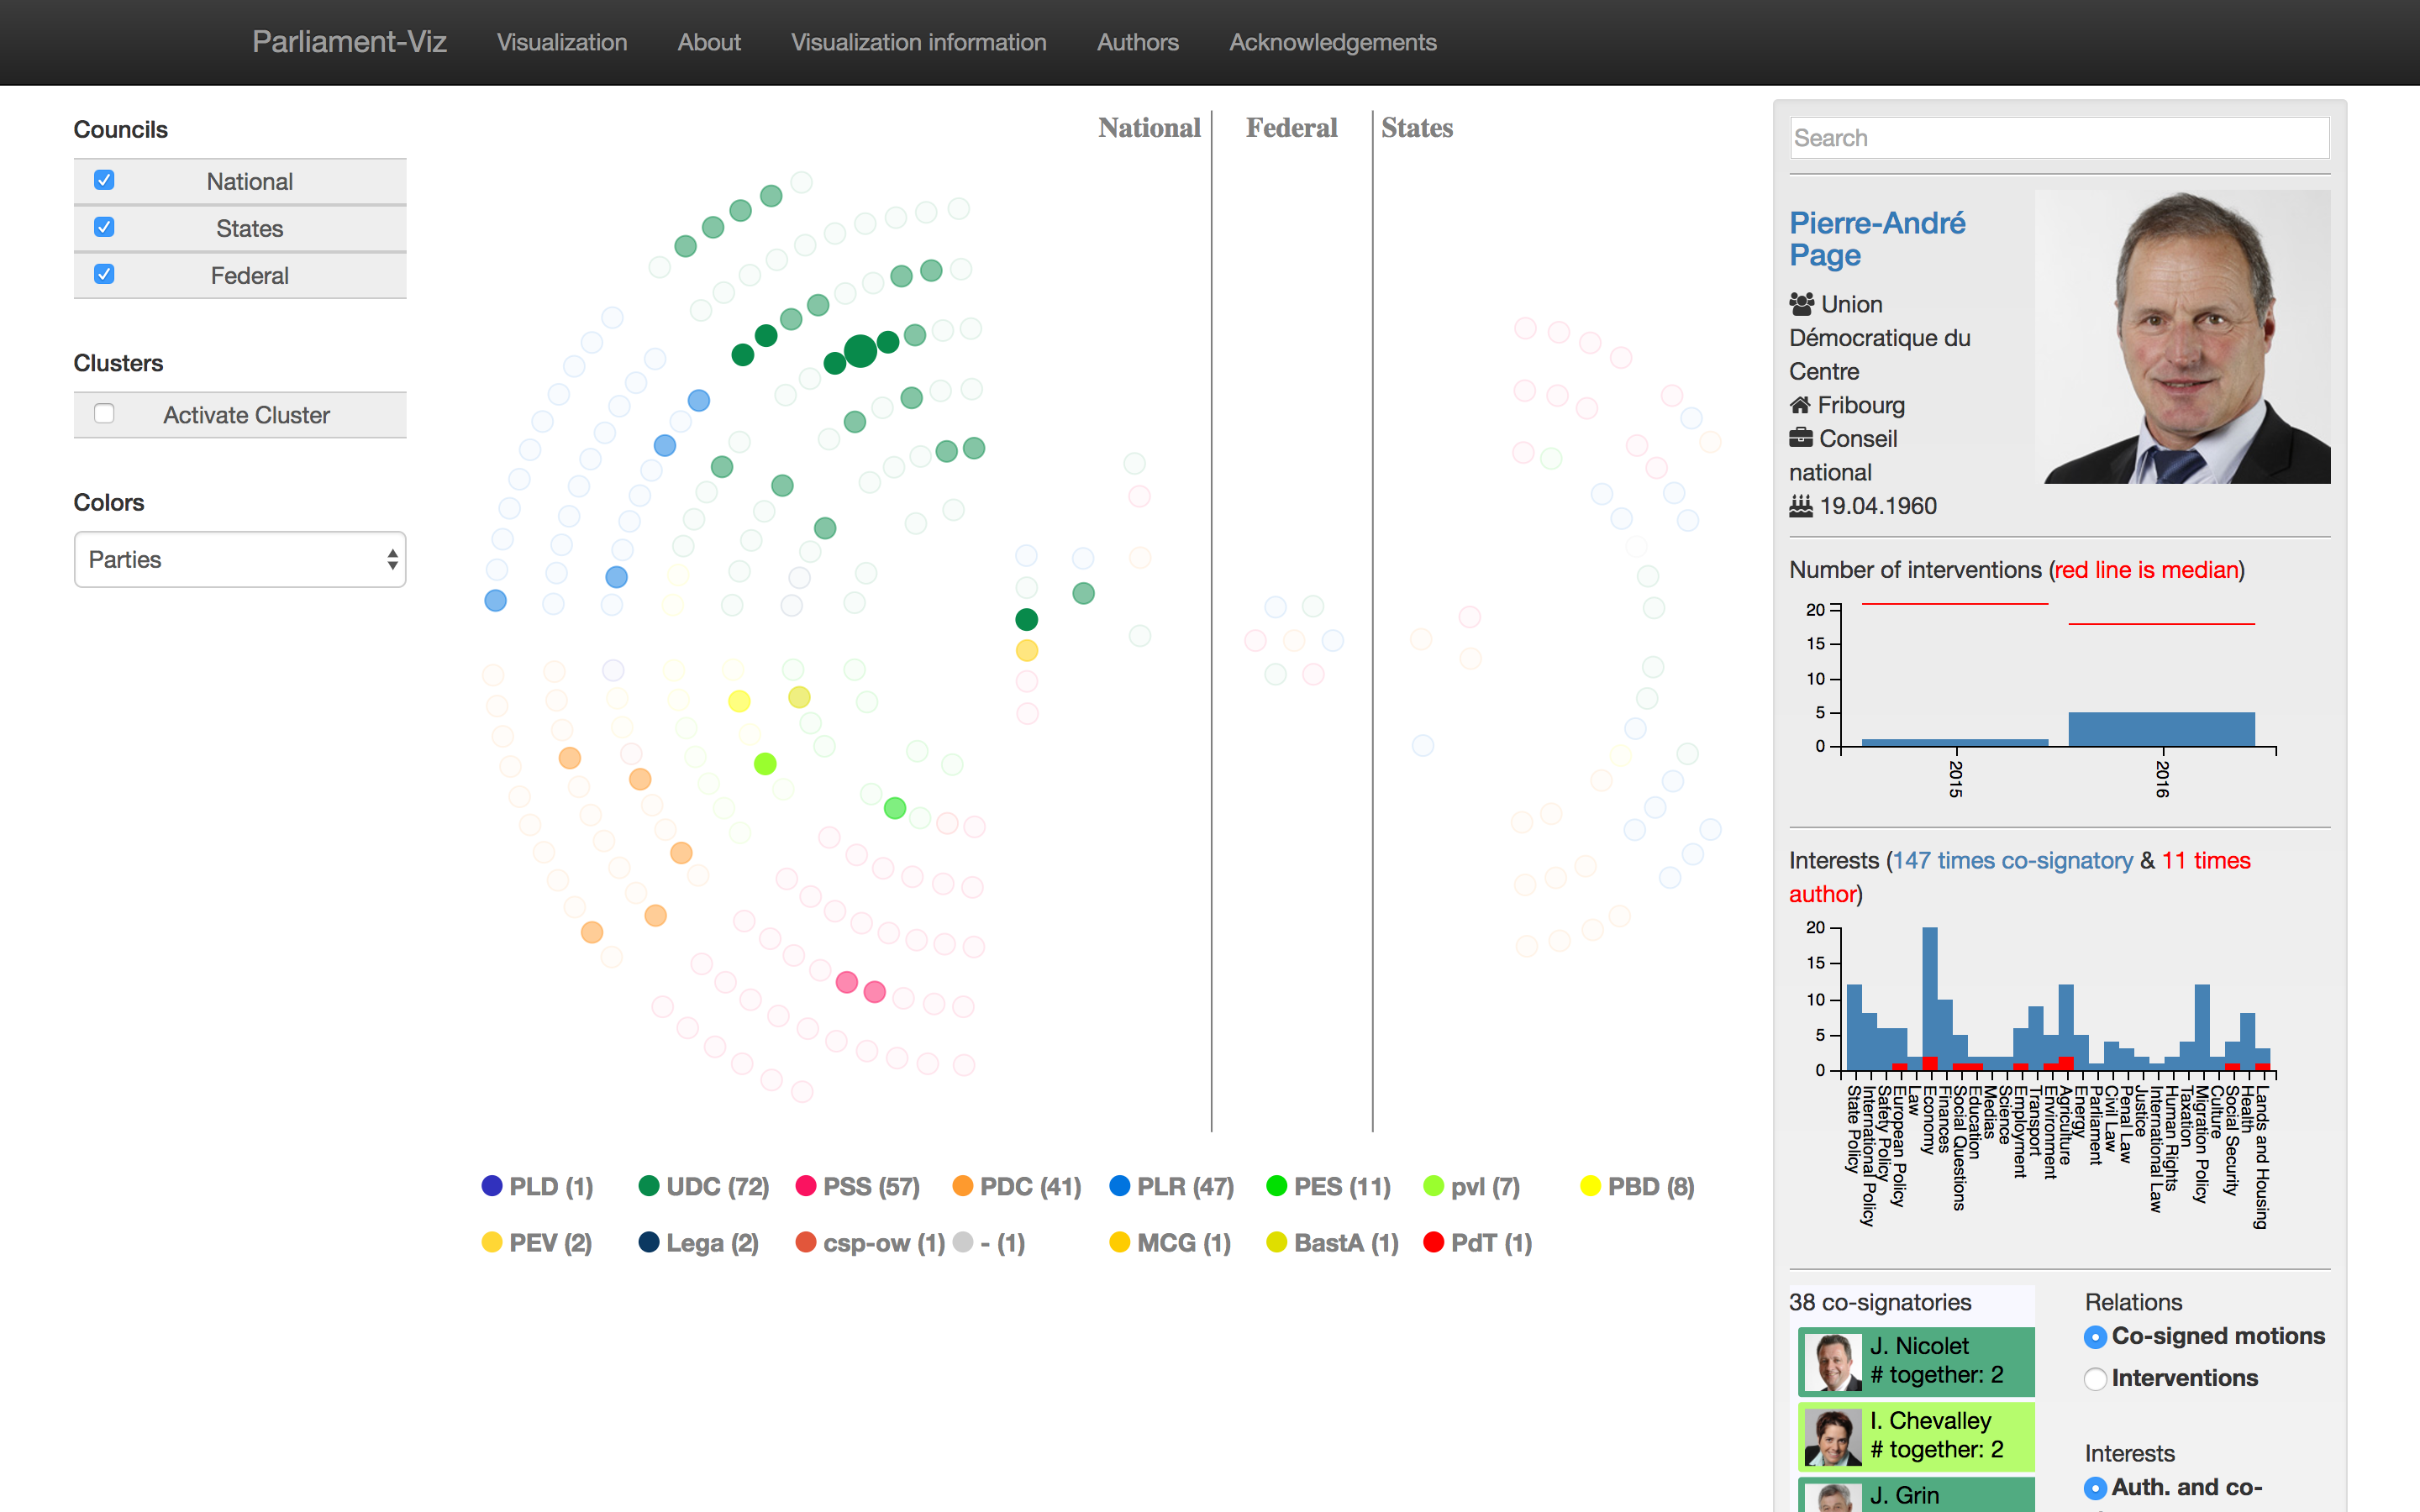 Parliament-Viz Visualization About Visualization information Authors Acknowledgements
Councils
National
States
Federal
Clusters
Activate Cluster
Colors
Parties
National Federal States
PLD (1) UDC (72) PSS (57) PDC (41) PLR (47) PES (11) pvl (7) PBD (8)
PEV (2) Lega (2) csp-ow (1) - (1) MCG (1) BastA (1) PdT (1)
Search
Pierre-André
Page
Union
Démocratique du
Centre
Fribourg
Conseil
national
19.04.1960
Number of interventions (red line is median)
20
15
10
5
0
2015
2016
Interests (147 times co-signatory & 11 times
author)
20
15
10
5
0
State Policy
International Policy
Safety Policy
European Policy
Law
Economy
Finances
Social Questions
Education
Medias
Science
Employment
Transport
Environment
Agriculture
Energy
Parliament
Civil Law
Penal Law
Justice
International Law
Human Rights
Taxation
Migration Policy
Culture
Social Security
Health
Lands and Housing
38 co-signatories
J. Nicolet
# together: 2
I. Chevalley
# together: 2
J. Grin
Relations
Co-signed motions
Interventions
Interests
Auth. and co-